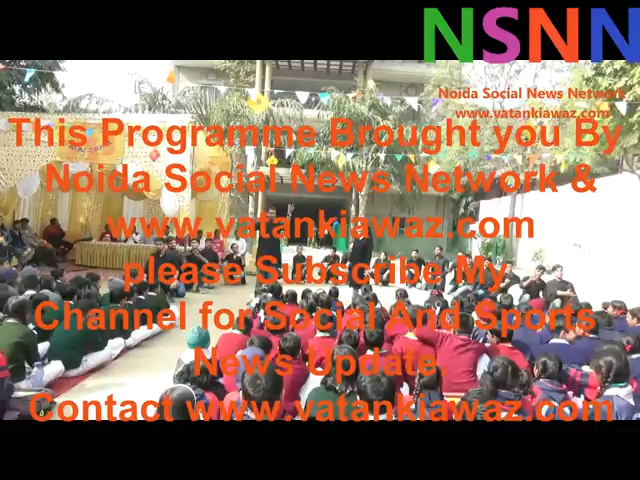 NSNN
Noida Social News Network
www.vatankiawaz.com
This Programme Brought you By
Noida Social News Network &
www.vatankiawaz.com
please Subscribe My
Channel for Social And Sports
News Update
Contact www.vatankiawaz.com